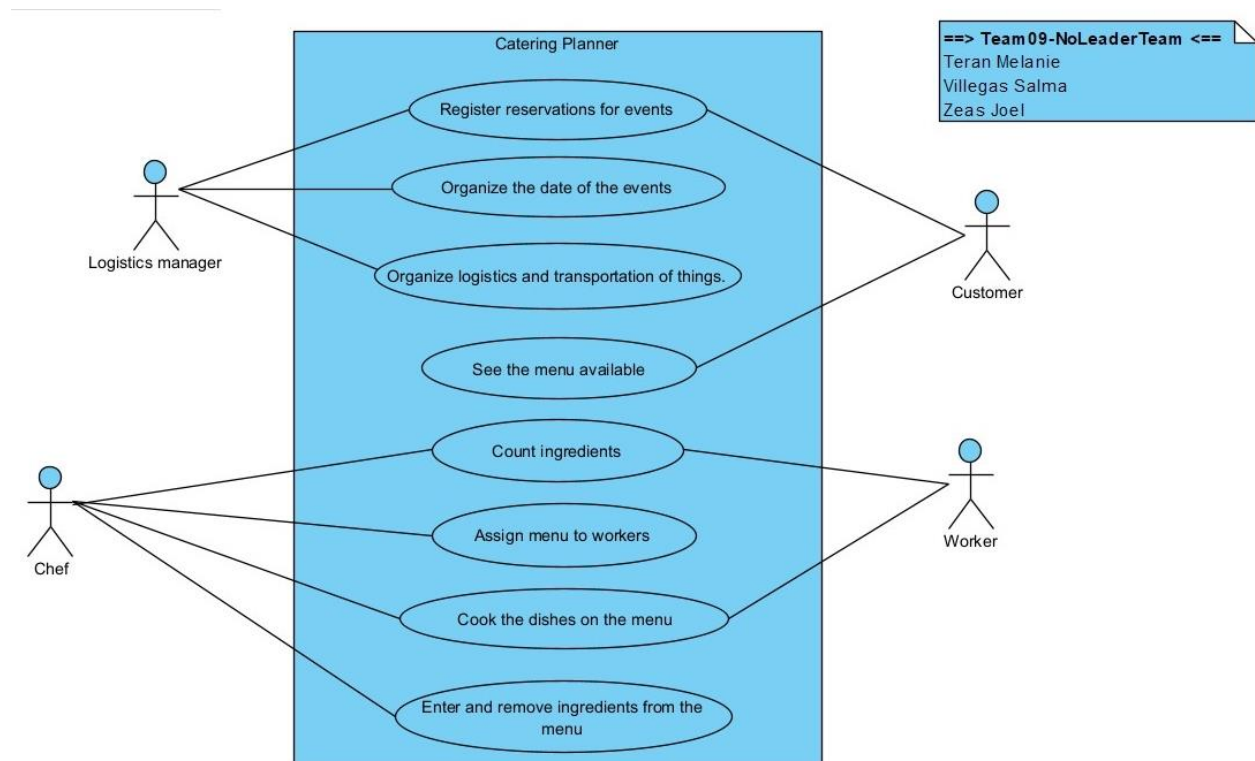 Catering Planner
==> Team09-NoLeaderTeam <==
Teran Melanie
Villegas Salma
Zeas Joel
Register reservations for events
Organize the date of the events
Logistics manager
Organize logistics and transportation of things.
Customer
See the menu available
Count ingredients
Assign menu to workers
Worker
Chef
Cook the dishes on the menu
Enter and remove ingredients from the
menu